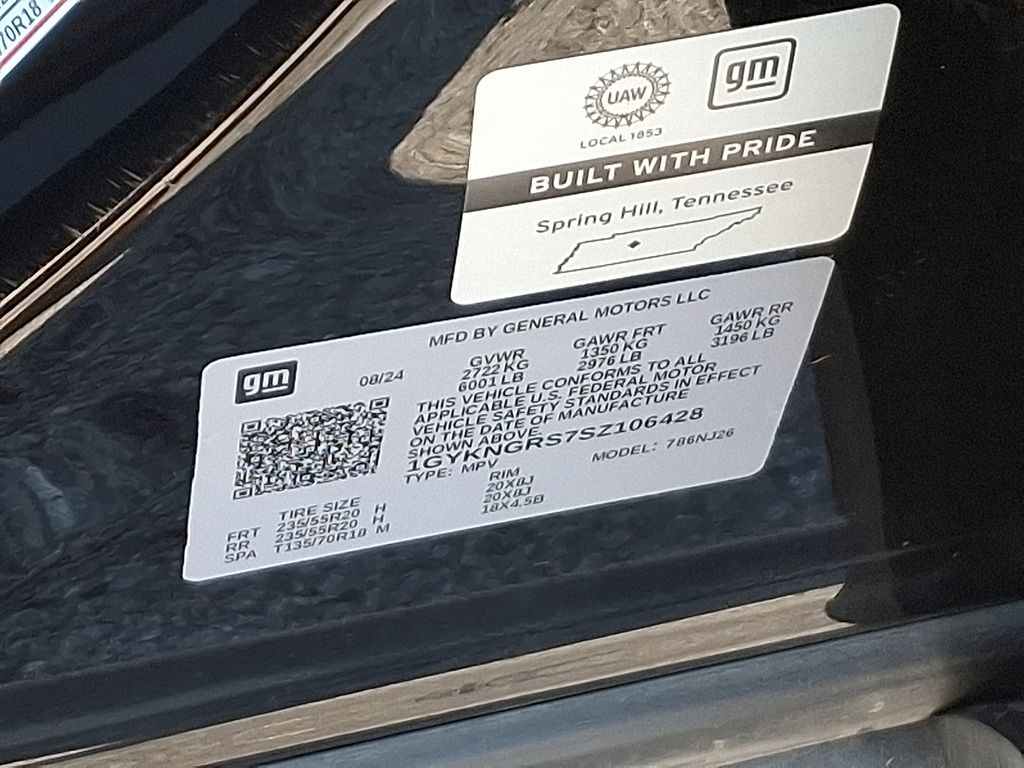 70R18
UAW
gm
LOCAL 1853
BUILT WITH PRIDE
Spring Hill, Tennessee
MFD BY GENERAL MOTORS LLC
gm
08/24
GVWR GAWR FRT GAWR RR
2722 KG 1350 KG 1450 KG
6001 LB 2976 LB 3196 LB
THIS VEHICLE CONFORMS TO ALL
APPLICABLE U.S. FEDERAL MOTOR
VEHICLE SAFETY STANDARDS IN EFFECT
ON THE DATE OF MANUFACTURE
SHOWN ABOVE.
1GYKNGRS7SZ106428
TYPE: MPV MODEL: 786NJ26
TIRE SIZE RIM
FRT 235/55R20 H 20X8J
RR 235/55R20 H 20X8J
SPA T135/70R18 M 18X4.5B